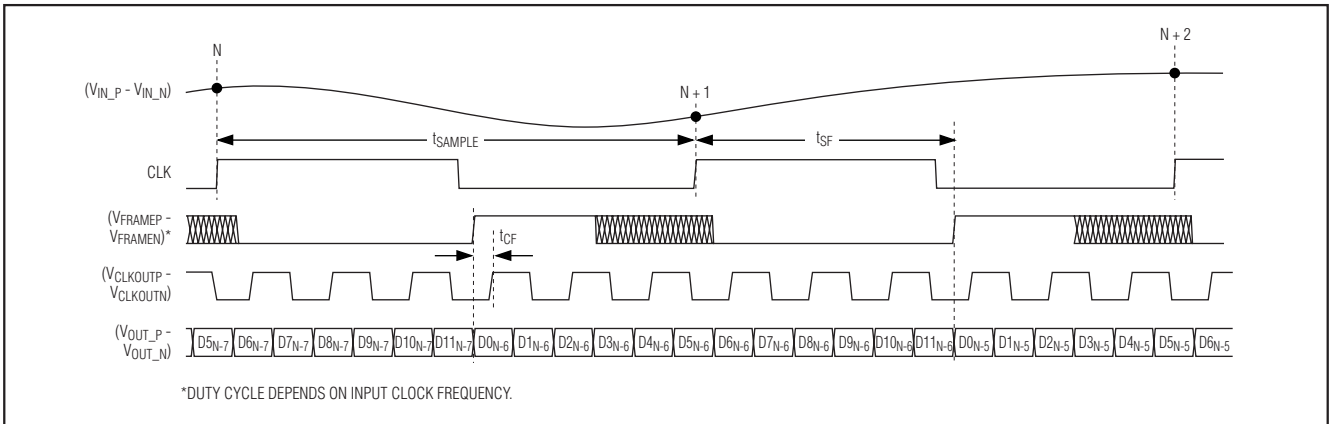 N
N + 1
N + 2
(VIN_P - VIN_N)
tSAMPLE
tSF
CLK
(VFRAMEP -
VFRAMEN)*
tCF
(VCLKOUTP -
VCLKOUTN)
(VOUT_P -
VOUT_N)
D5N-7 D6N-7 D7N-7 D8N-7 D9N-7 D10N-7 D11N-7 D0N-6 D1N-6 D2N-6 D3N-6 D4N-6 D5N-6 D6N-6 D7N-6 D8N-6 D9N-6 D10N-6 D11N-6 D0N-5 D1N-5 D2N-5 D3N-5 D4N-5 D5N-5 D6N-5
*DUTY CYCLE DEPENDS ON INPUT CLOCK FREQUENCY.